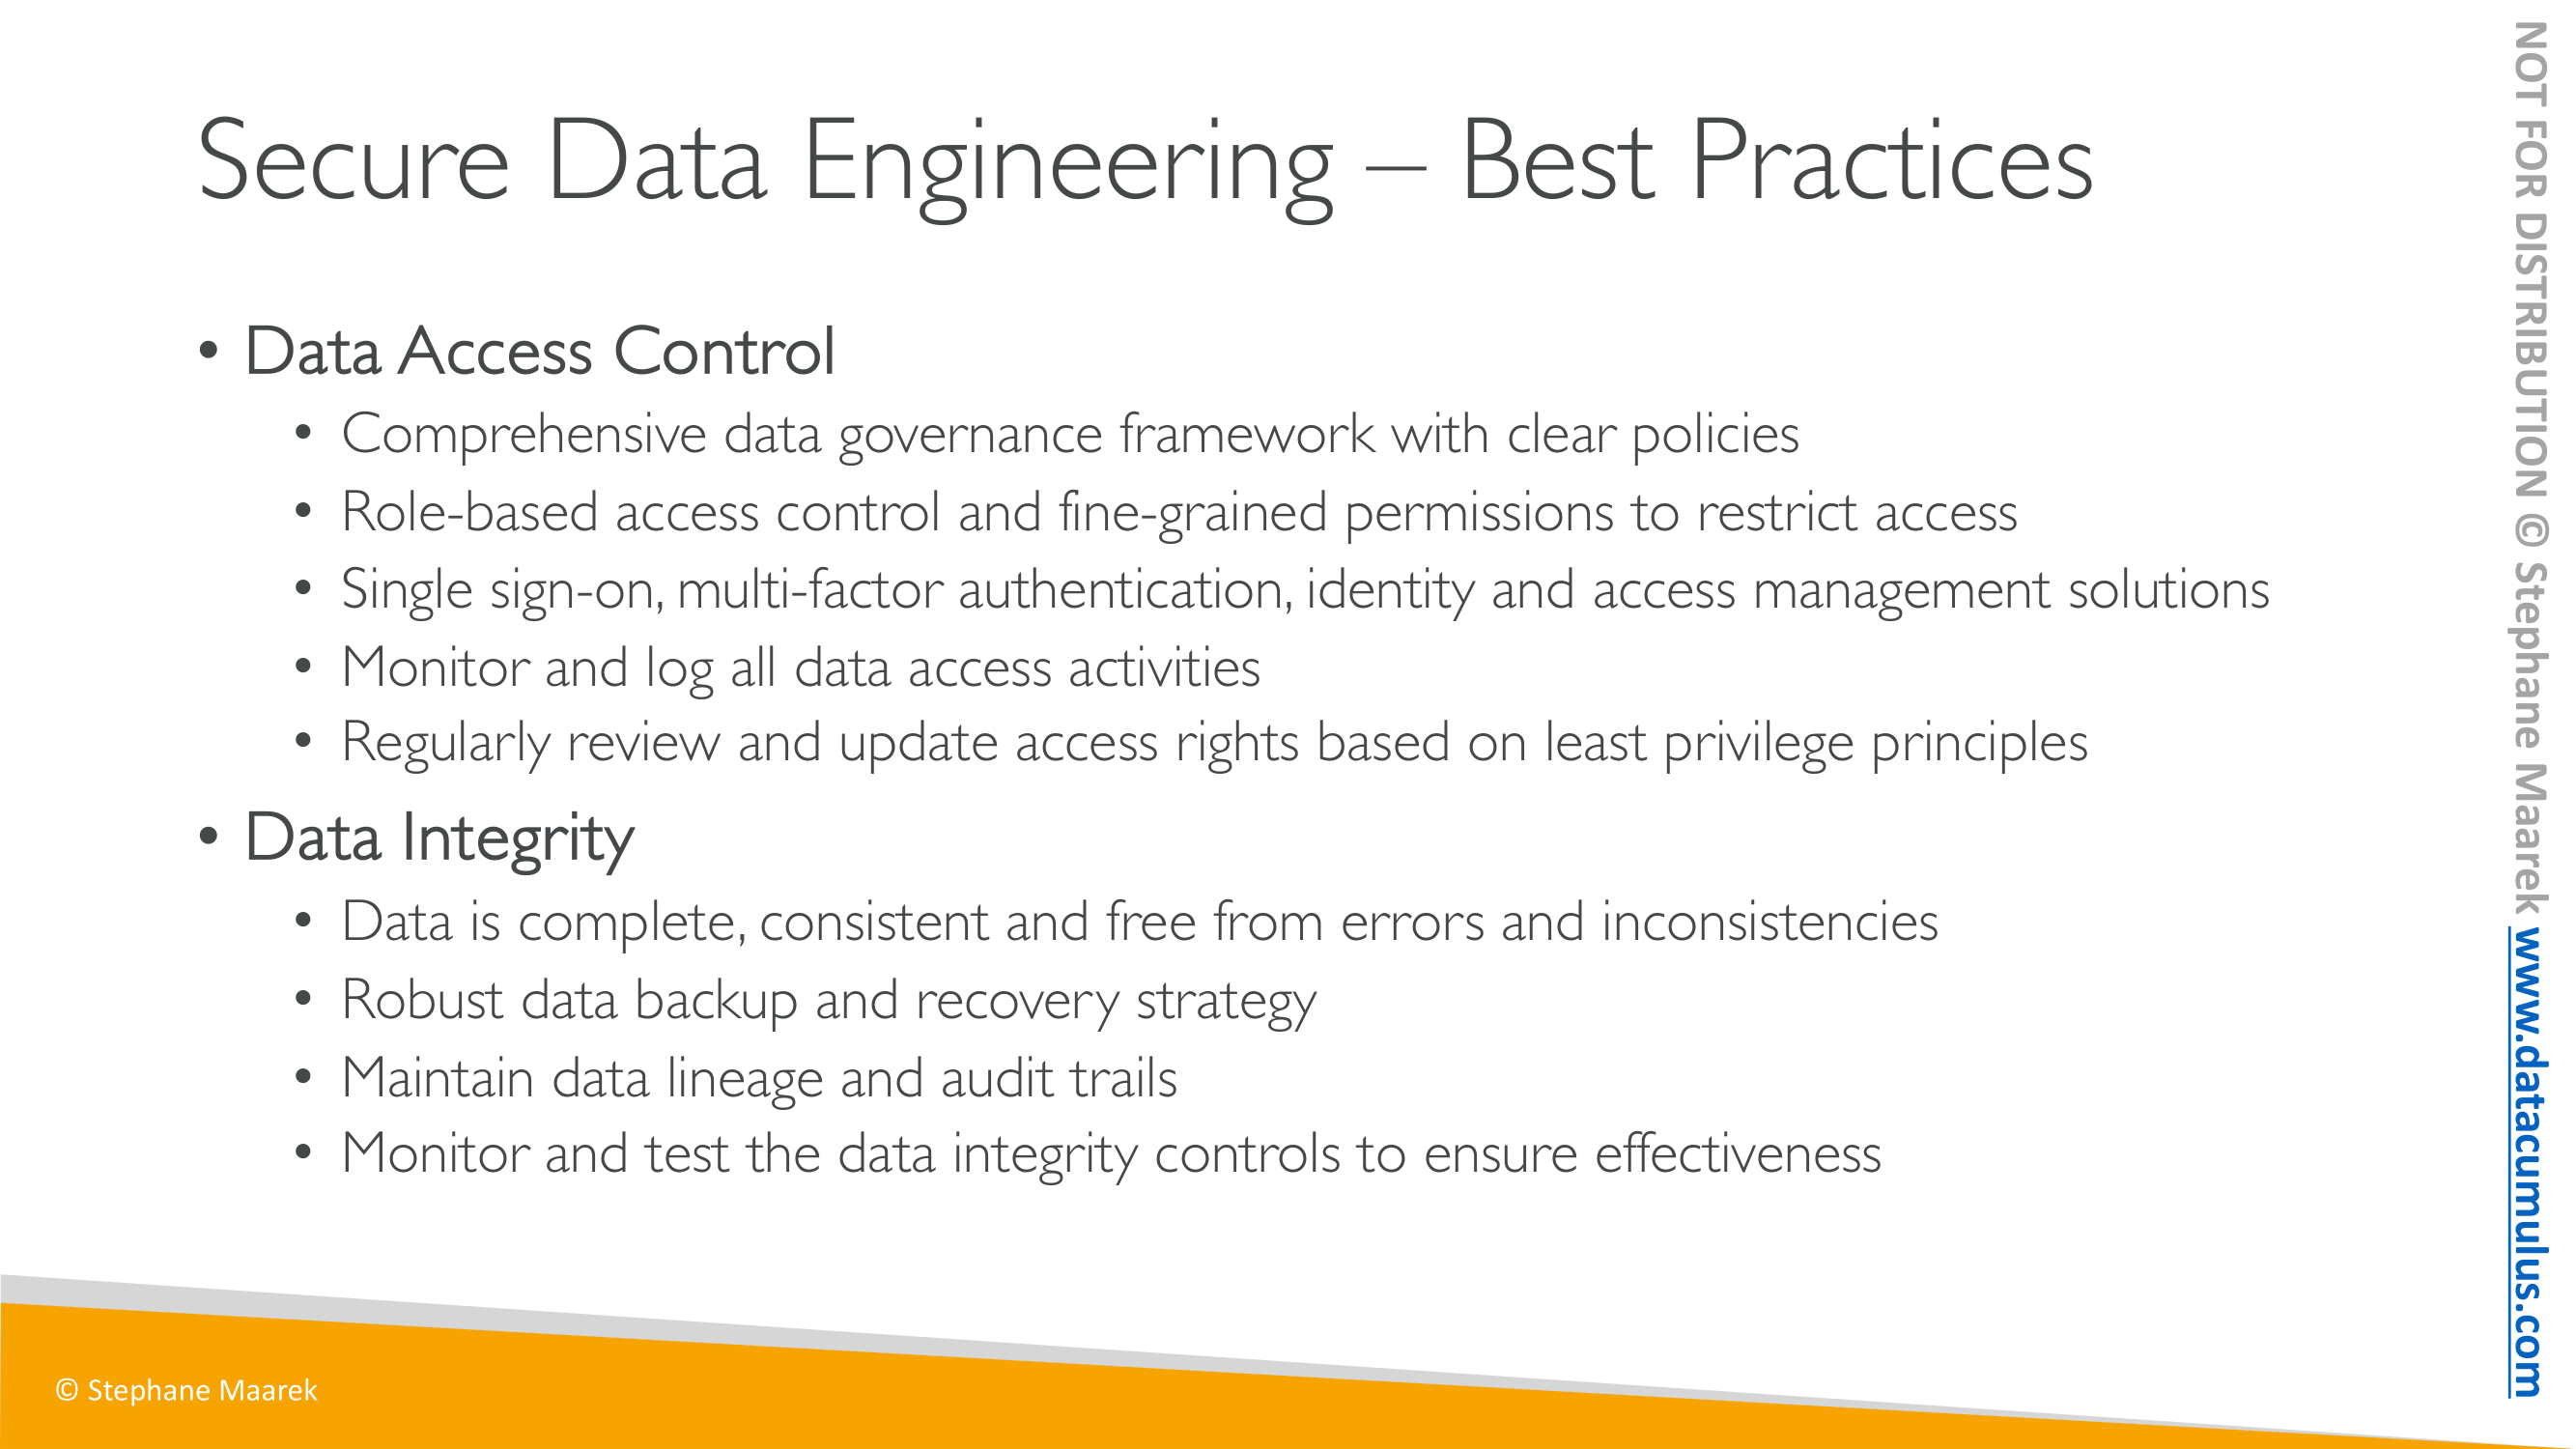 Secure Data Engineering – Best Practices
• Data Access Control
• Comprehensive data governance framework with clear policies
• Role-based access control and fine-grained permissions to restrict access
• Single sign-on, multi-factor authentication, identity and access management solutions
• Monitor and log all data access activities
• Regularly review and update access rights based on least privilege principles
• Data Integrity
• Data is complete, consistent and free from errors and inconsistencies
• Robust data backup and recovery strategy
• Maintain data lineage and audit trails
• Monitor and test the data integrity controls to ensure effectiveness
© Stephane Maarek
NOT FOR DISTRIBUTION © Stephane Maarek www.datacumulus.com